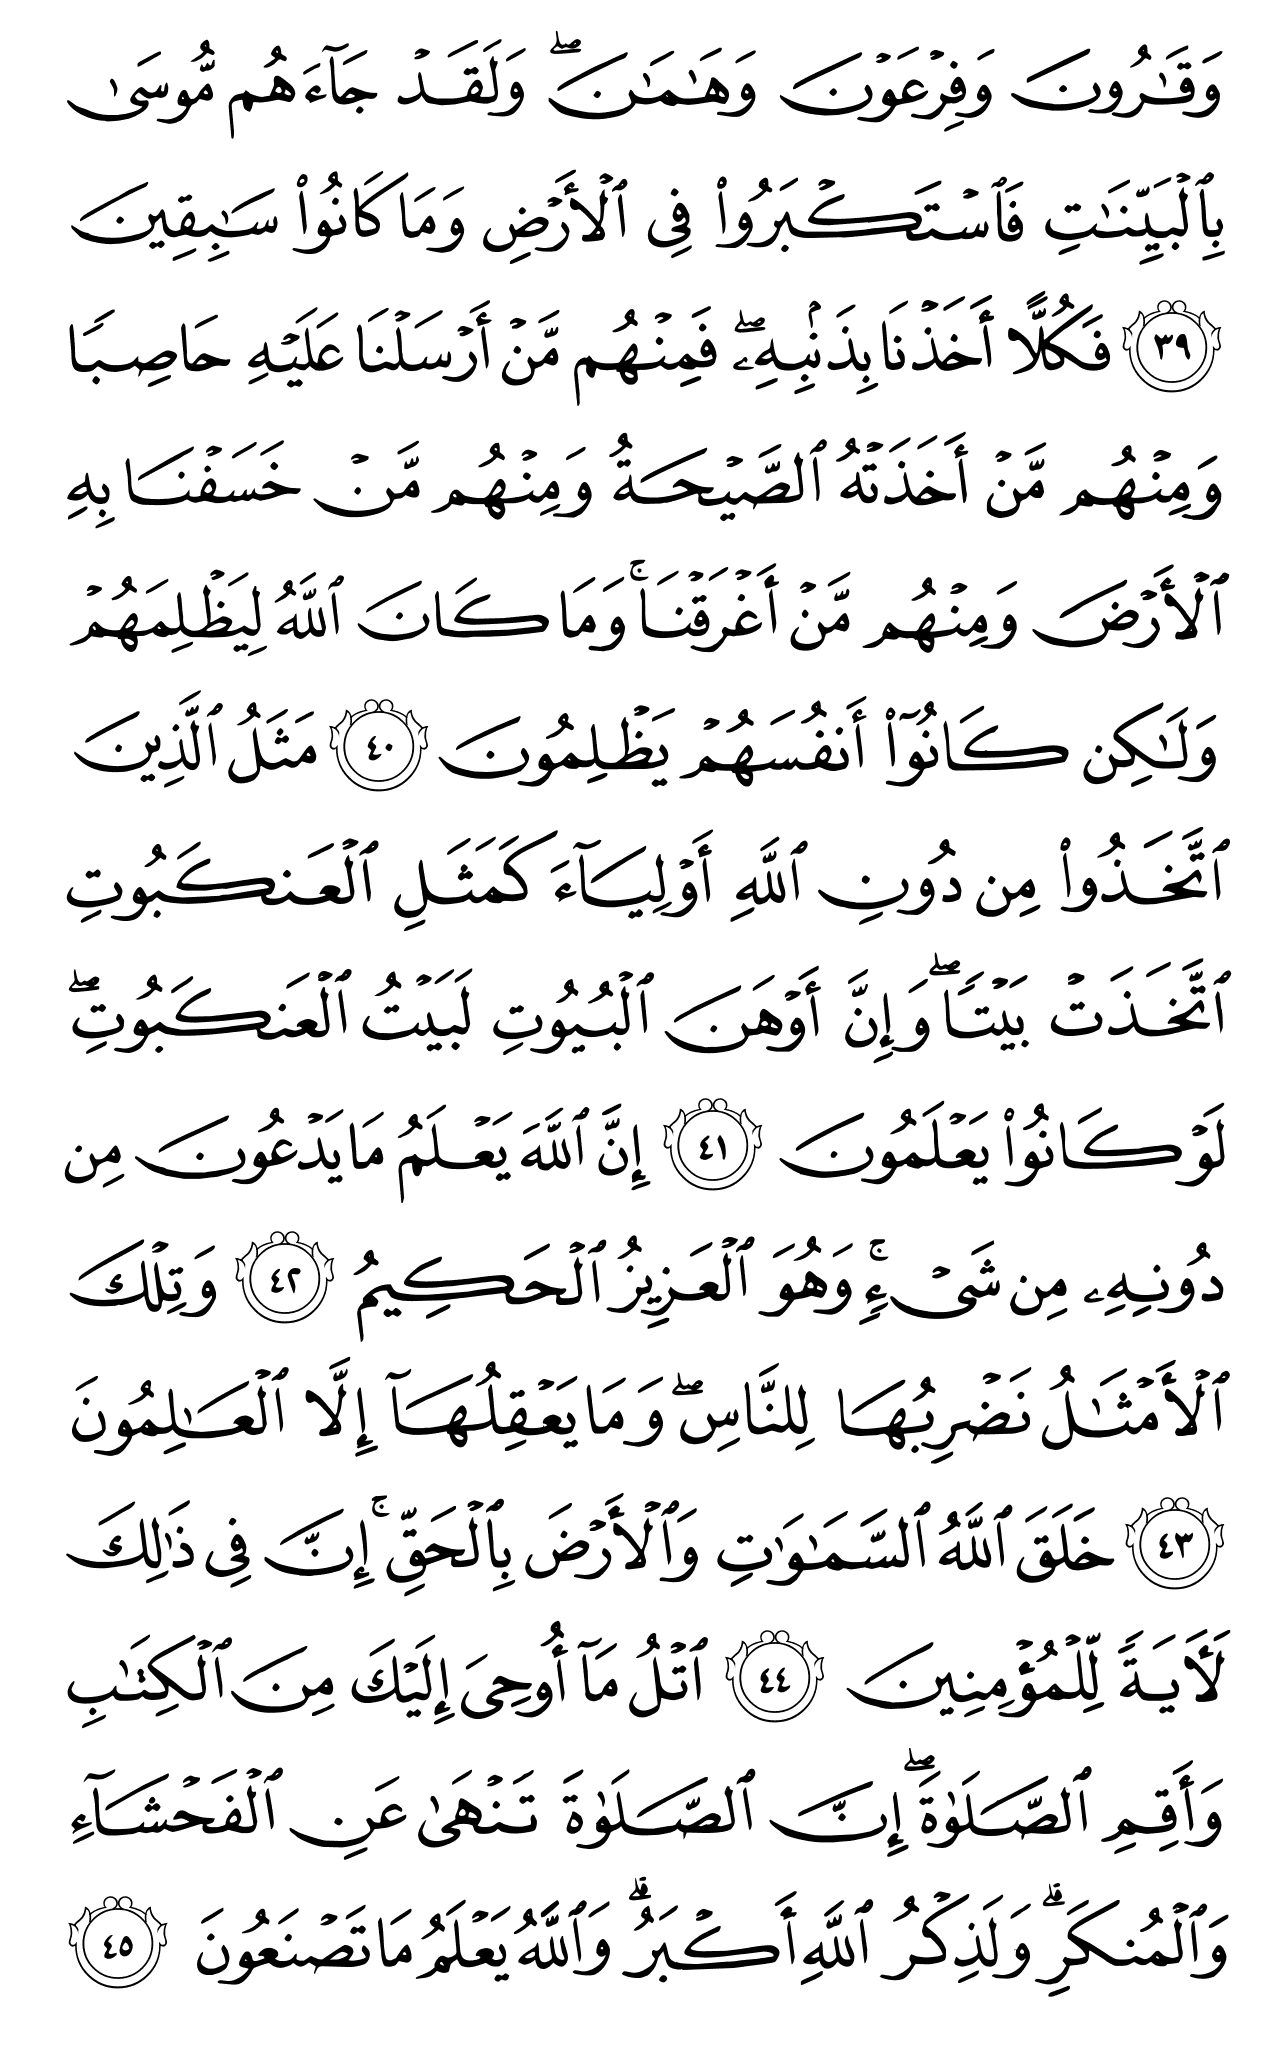 وَقَٰرُونَ وَفِرْعَوْنَ وَهَٰمَٰنَۖ وَلَقَدْ جَآءَهُم مُّوسَىٰ
بِٱلْبَيِّنَٰتِ فَٱسْتَكْبَرُوا۟ فِى ٱلْأَرْضِ وَمَا كَانُوا۟ سَٰبِقِينَ
٣٩ فَكُلًّا أَخَذْنَا بِذَنۢبِهِۦۖ فَمِنْهُم مَّنْ أَرْسَلْنَا عَلَيْهِ حَاصِبًا
وَمِنْهُم مَّنْ أَخَذَتْهُ ٱلصَّيْحَةُ وَمِنْهُم مَّنْ خَسَفْنَا بِهِ
ٱلْأَرْضَ وَمِنْهُم مَّنْ أَغْرَقْنَاۚ وَمَا كَانَ ٱللَّهُ لِيَظْلِمَهُمْ
وَلَٰكِن كَانُوٓا۟ أَنفُسَهُمْ يَظْلِمُونَ ٤٠ مَثَلُ ٱلَّذِينَ
ٱتَّخَذُوا۟ مِن دُونِ ٱللَّهِ أَوْلِيَآءَ كَمَثَلِ ٱلْعَنكَبُوتِ
ٱتَّخَذَتْ بَيْتًاۖ وَإِنَّ أَوْهَنَ ٱلْبُيُوتِ لَبَيْتُ ٱلْعَنكَبُوتِۖ
لَوْ كَانُوا۟ يَعْلَمُونَ ٤١ إِنَّ ٱللَّهَ يَعْلَمُ مَا يَدْعُونَ مِن
دُونِهِۦ مِن شَىْءٍۚ وَهُوَ ٱلْعَزِيزُ ٱلْحَكِيمُ ٤٢ وَتِلْكَ
ٱلْأَمْثَٰلُ نَضْرِبُهَا لِلنَّاسِۖ وَمَا يَعْقِلُهَآ إِلَّا ٱلْعَٰلِمُونَ
٤٣ خَلَقَ ٱللَّهُ ٱلسَّمَٰوَٰتِ وَٱلْأَرْضَ بِٱلْحَقِّۚ إِنَّ فِى ذَٰلِكَ
لَـَٔايَةً لِّلْمُؤْمِنِينَ ٤٤ ٱتْلُ مَآ أُوحِىَ إِلَيْكَ مِنَ ٱلْكِتَٰبِ
وَأَقِمِ ٱلصَّلَوٰةَۖ إِنَّ ٱلصَّلَوٰةَ تَنْهَىٰ عَنِ ٱلْفَحْشَآءِ
وَٱلْمُنكَرِۗ وَلَذِكْرُ ٱللَّهِ أَكْبَرُۗ وَٱللَّهُ يَعْلَمُ مَا تَصْنَعُونَ ٤٥